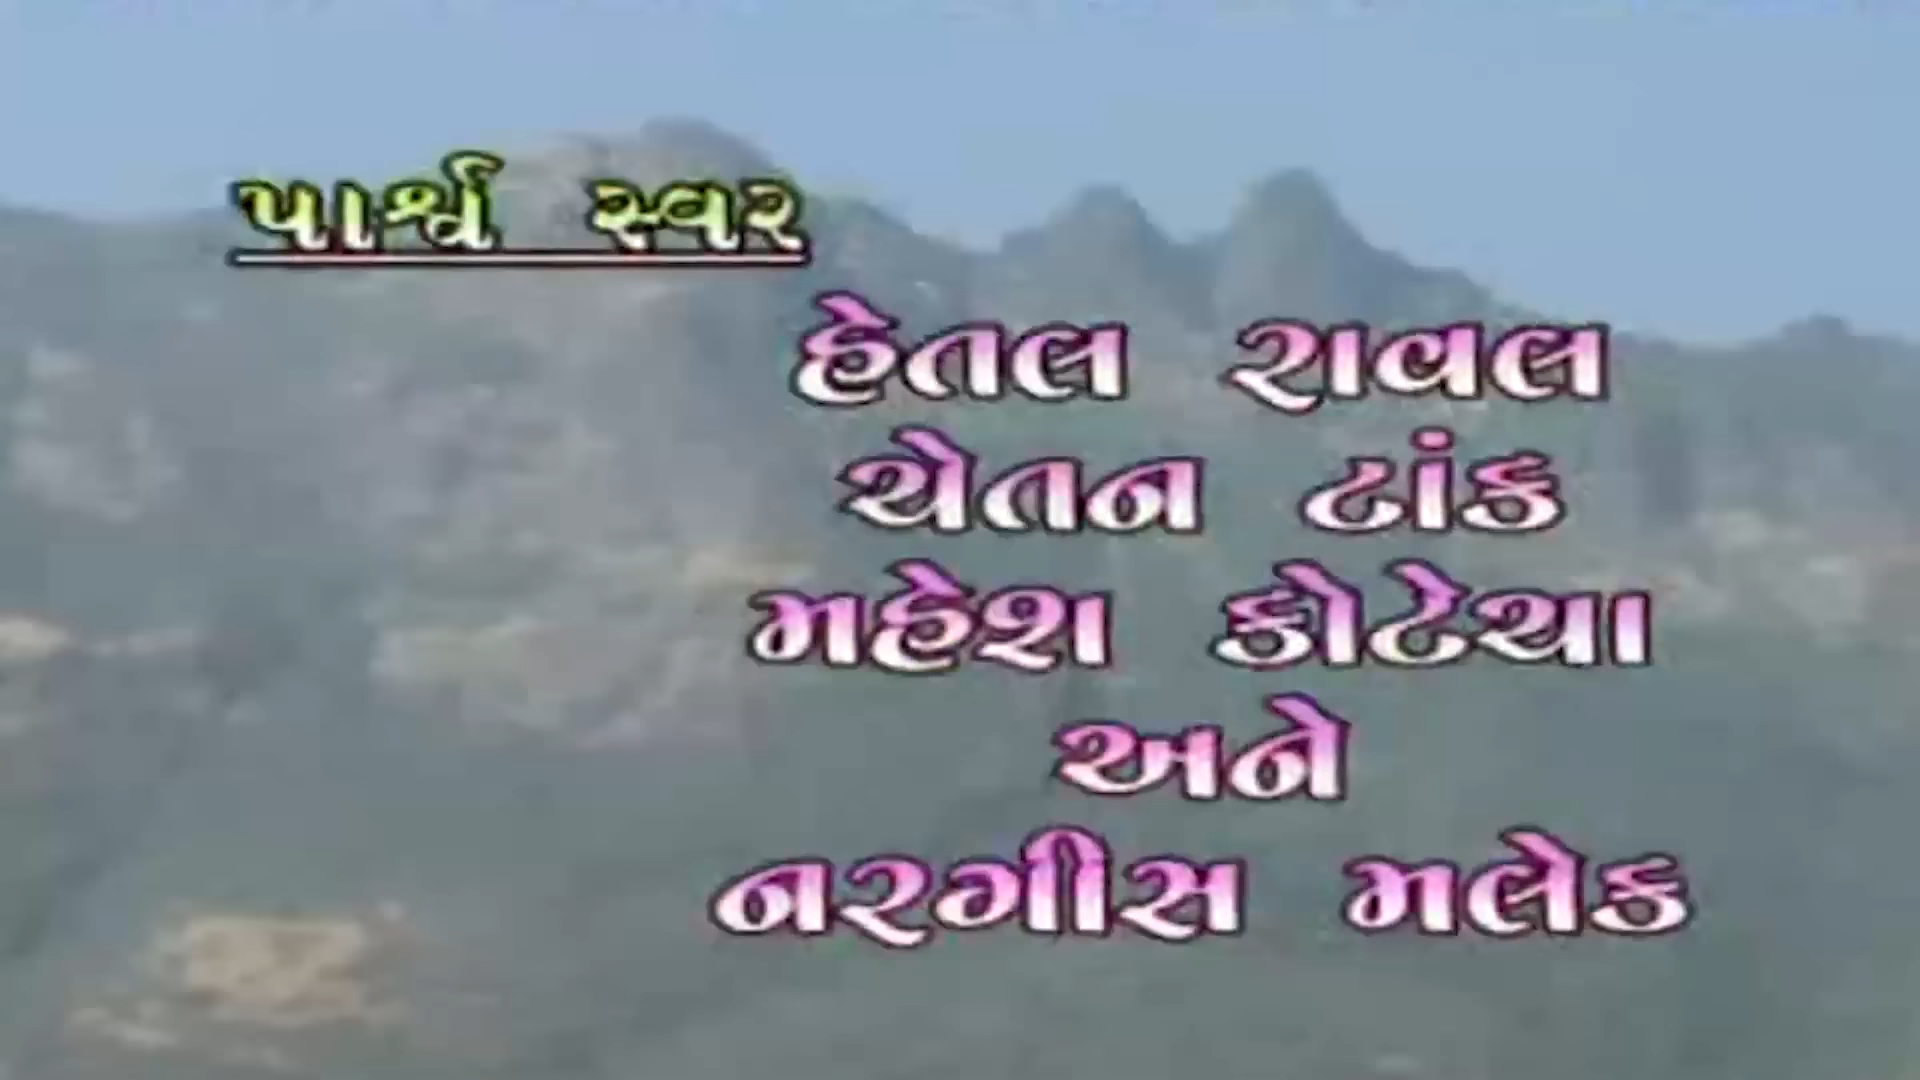 પાર્શ્વ સ્વર
હેતલ રાવલ
ચેતન ટાંક
મહેશ કોટેચા
અને
નરગીસ મલેક